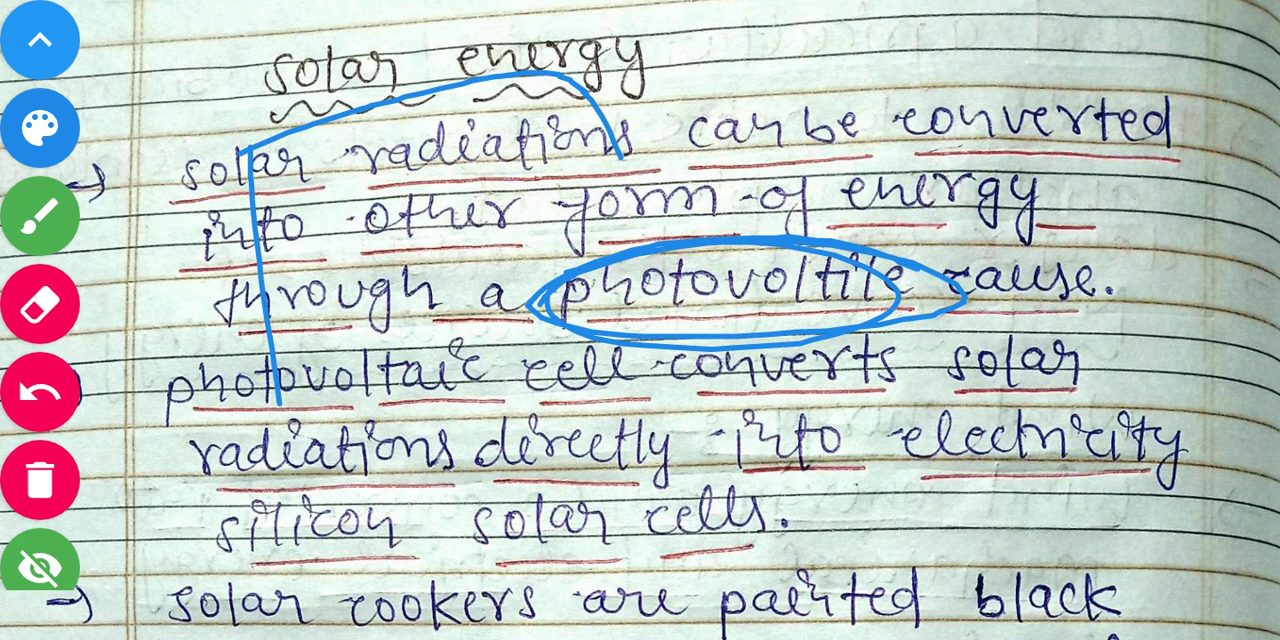 solar energy
→ solar radiations can be converted
into other form of energy
through a photovoltile cause.
photovoltaic cell converts solar
radiations directly into electricity
silicon solar cells.
→ solar cookers are painted black